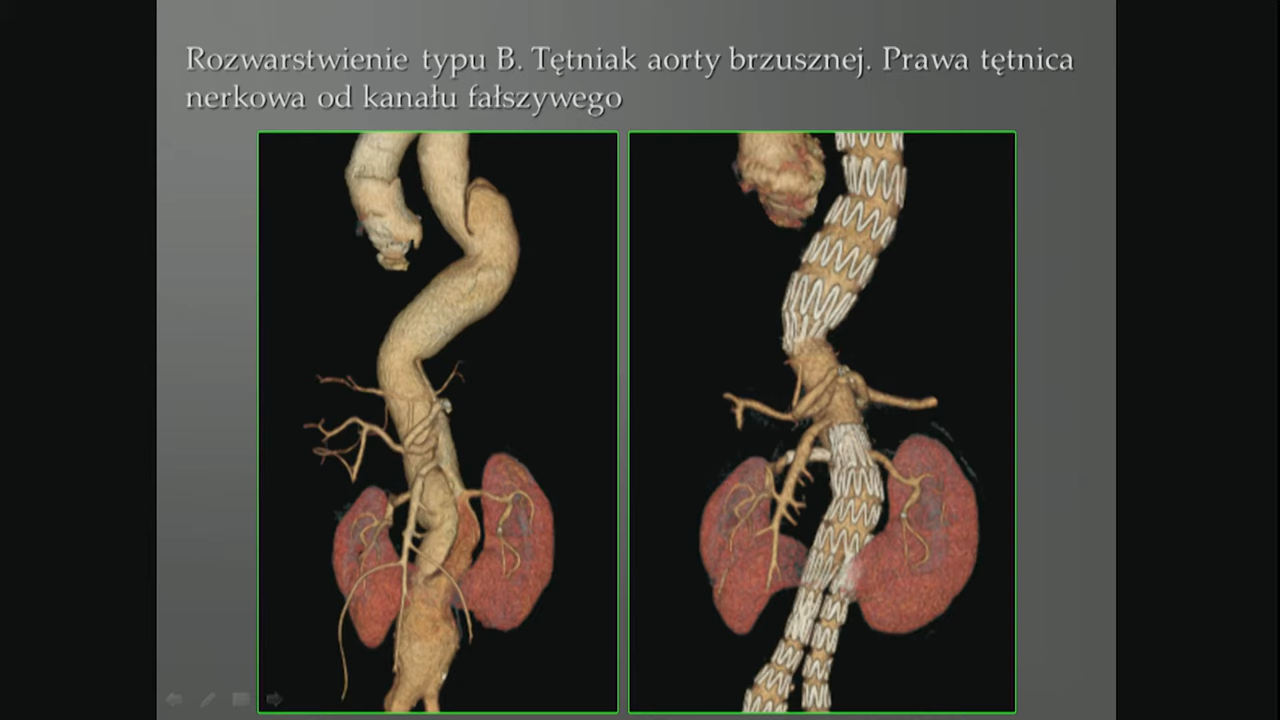 Rozwarstwienie typu B. Tętniak aorty brzusznej. Prawa tętnica
nerkowa od kanału fałszywego